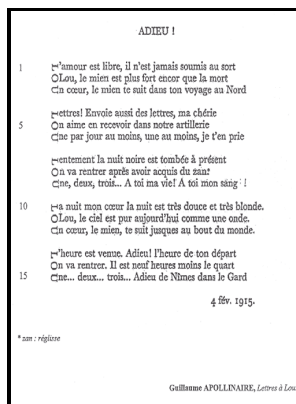 ADIEU !
1 L'amour est libre, il n'est jamais soumis au sort
O Lou, le mien est plus fort encor que la mort
Un cœur, le mien te suit dans ton voyage au Nord
Lettres! Envoie aussi des lettres, ma chérie
5 On aime en recevoir dans notre artillerie
Une par jour au moins, une au moins, je t'en prie
Lentement la nuit noire est tombée à présent
On va rentrer après avoir acquis du zan*
Une, deux, trois... A toi ma vie! A toi mon sang !
10 La nuit mon cœur la nuit est très douce et très blonde.
O Lou, le ciel est pur aujourd'hui comme une onde.
Un cœur, le mien, te suit jusques au bout du monde.
L'heure est venue. Adieu! l'heure de ton départ
On va rentrer. Il est neuf heures moins le quart
15 Une... deux... trois... Adieu de Nîmes dans le Gard
4 fév. 1915.
* zan : réglisse
Guillaume APOLLINAIRE, Lettres à Lou